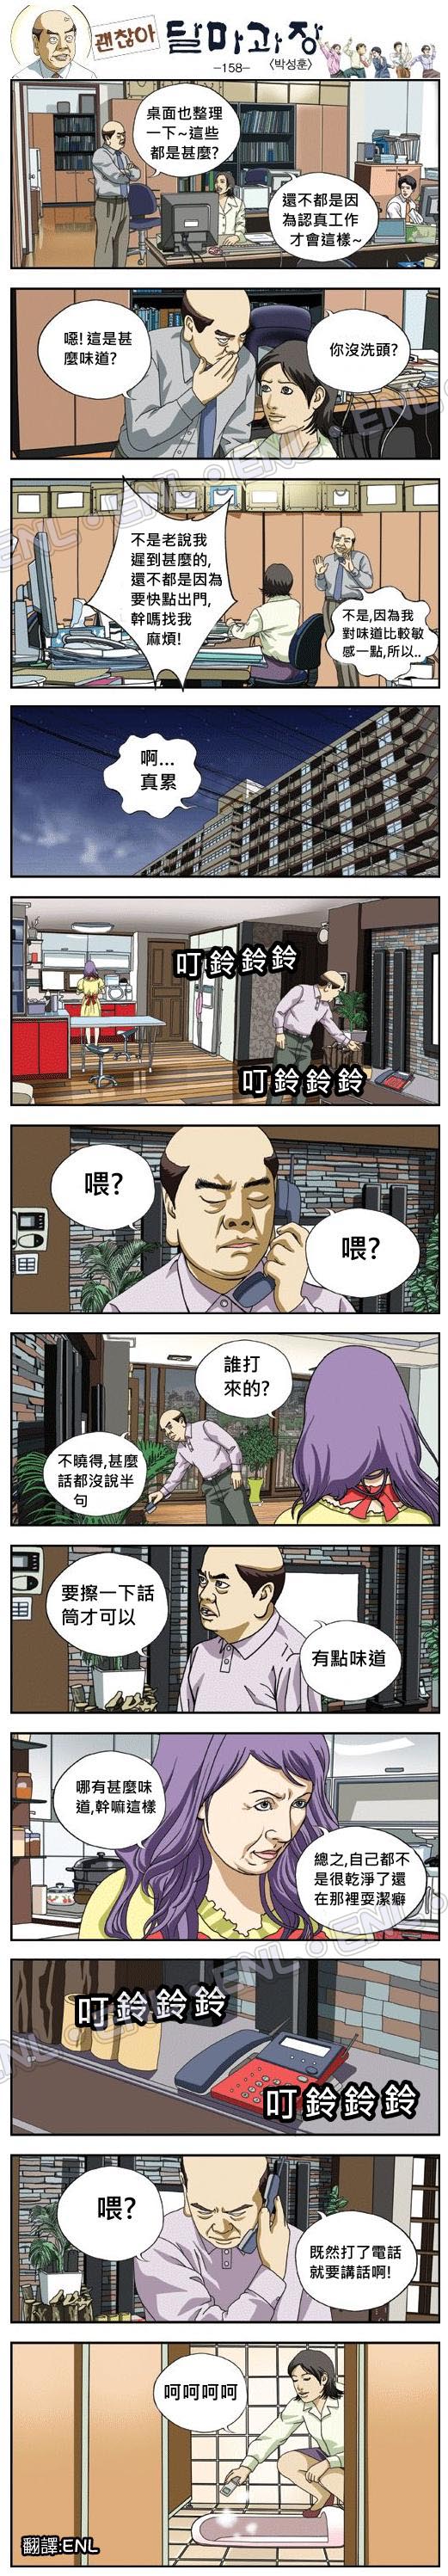 괜찮아 달마과장
-158- 〈박성훈〉
桌面也整理
一下~這些
都是甚麼?
還不都是因
為認真工作
才會這樣~
噁!這是甚
麼味道?
你沒洗頭?
不是老說我
遲到甚麼的,
還不都是因為
要快點出門,
幹嗎找我
麻煩!
不是,因為我
對味道比較敏
感一點,所以..
ENL ENL ENL
啊...
真累
叮鈴鈴鈴
叮鈴鈴鈴
喂?
喂?
誰打
來的?
不曉得,甚麼
話都沒說半
句
要擦一下話
筒才可以
有點味道
哪有甚麼味
道,幹嘛這樣
總之,自己都不
是很乾淨了還
在那裡耍潔癖
ENL ENL ENL
叮鈴鈴鈴
叮鈴鈴鈴
喂?
既然打了電話
就要講話啊!
呵呵呵呵
翻譯:ENL